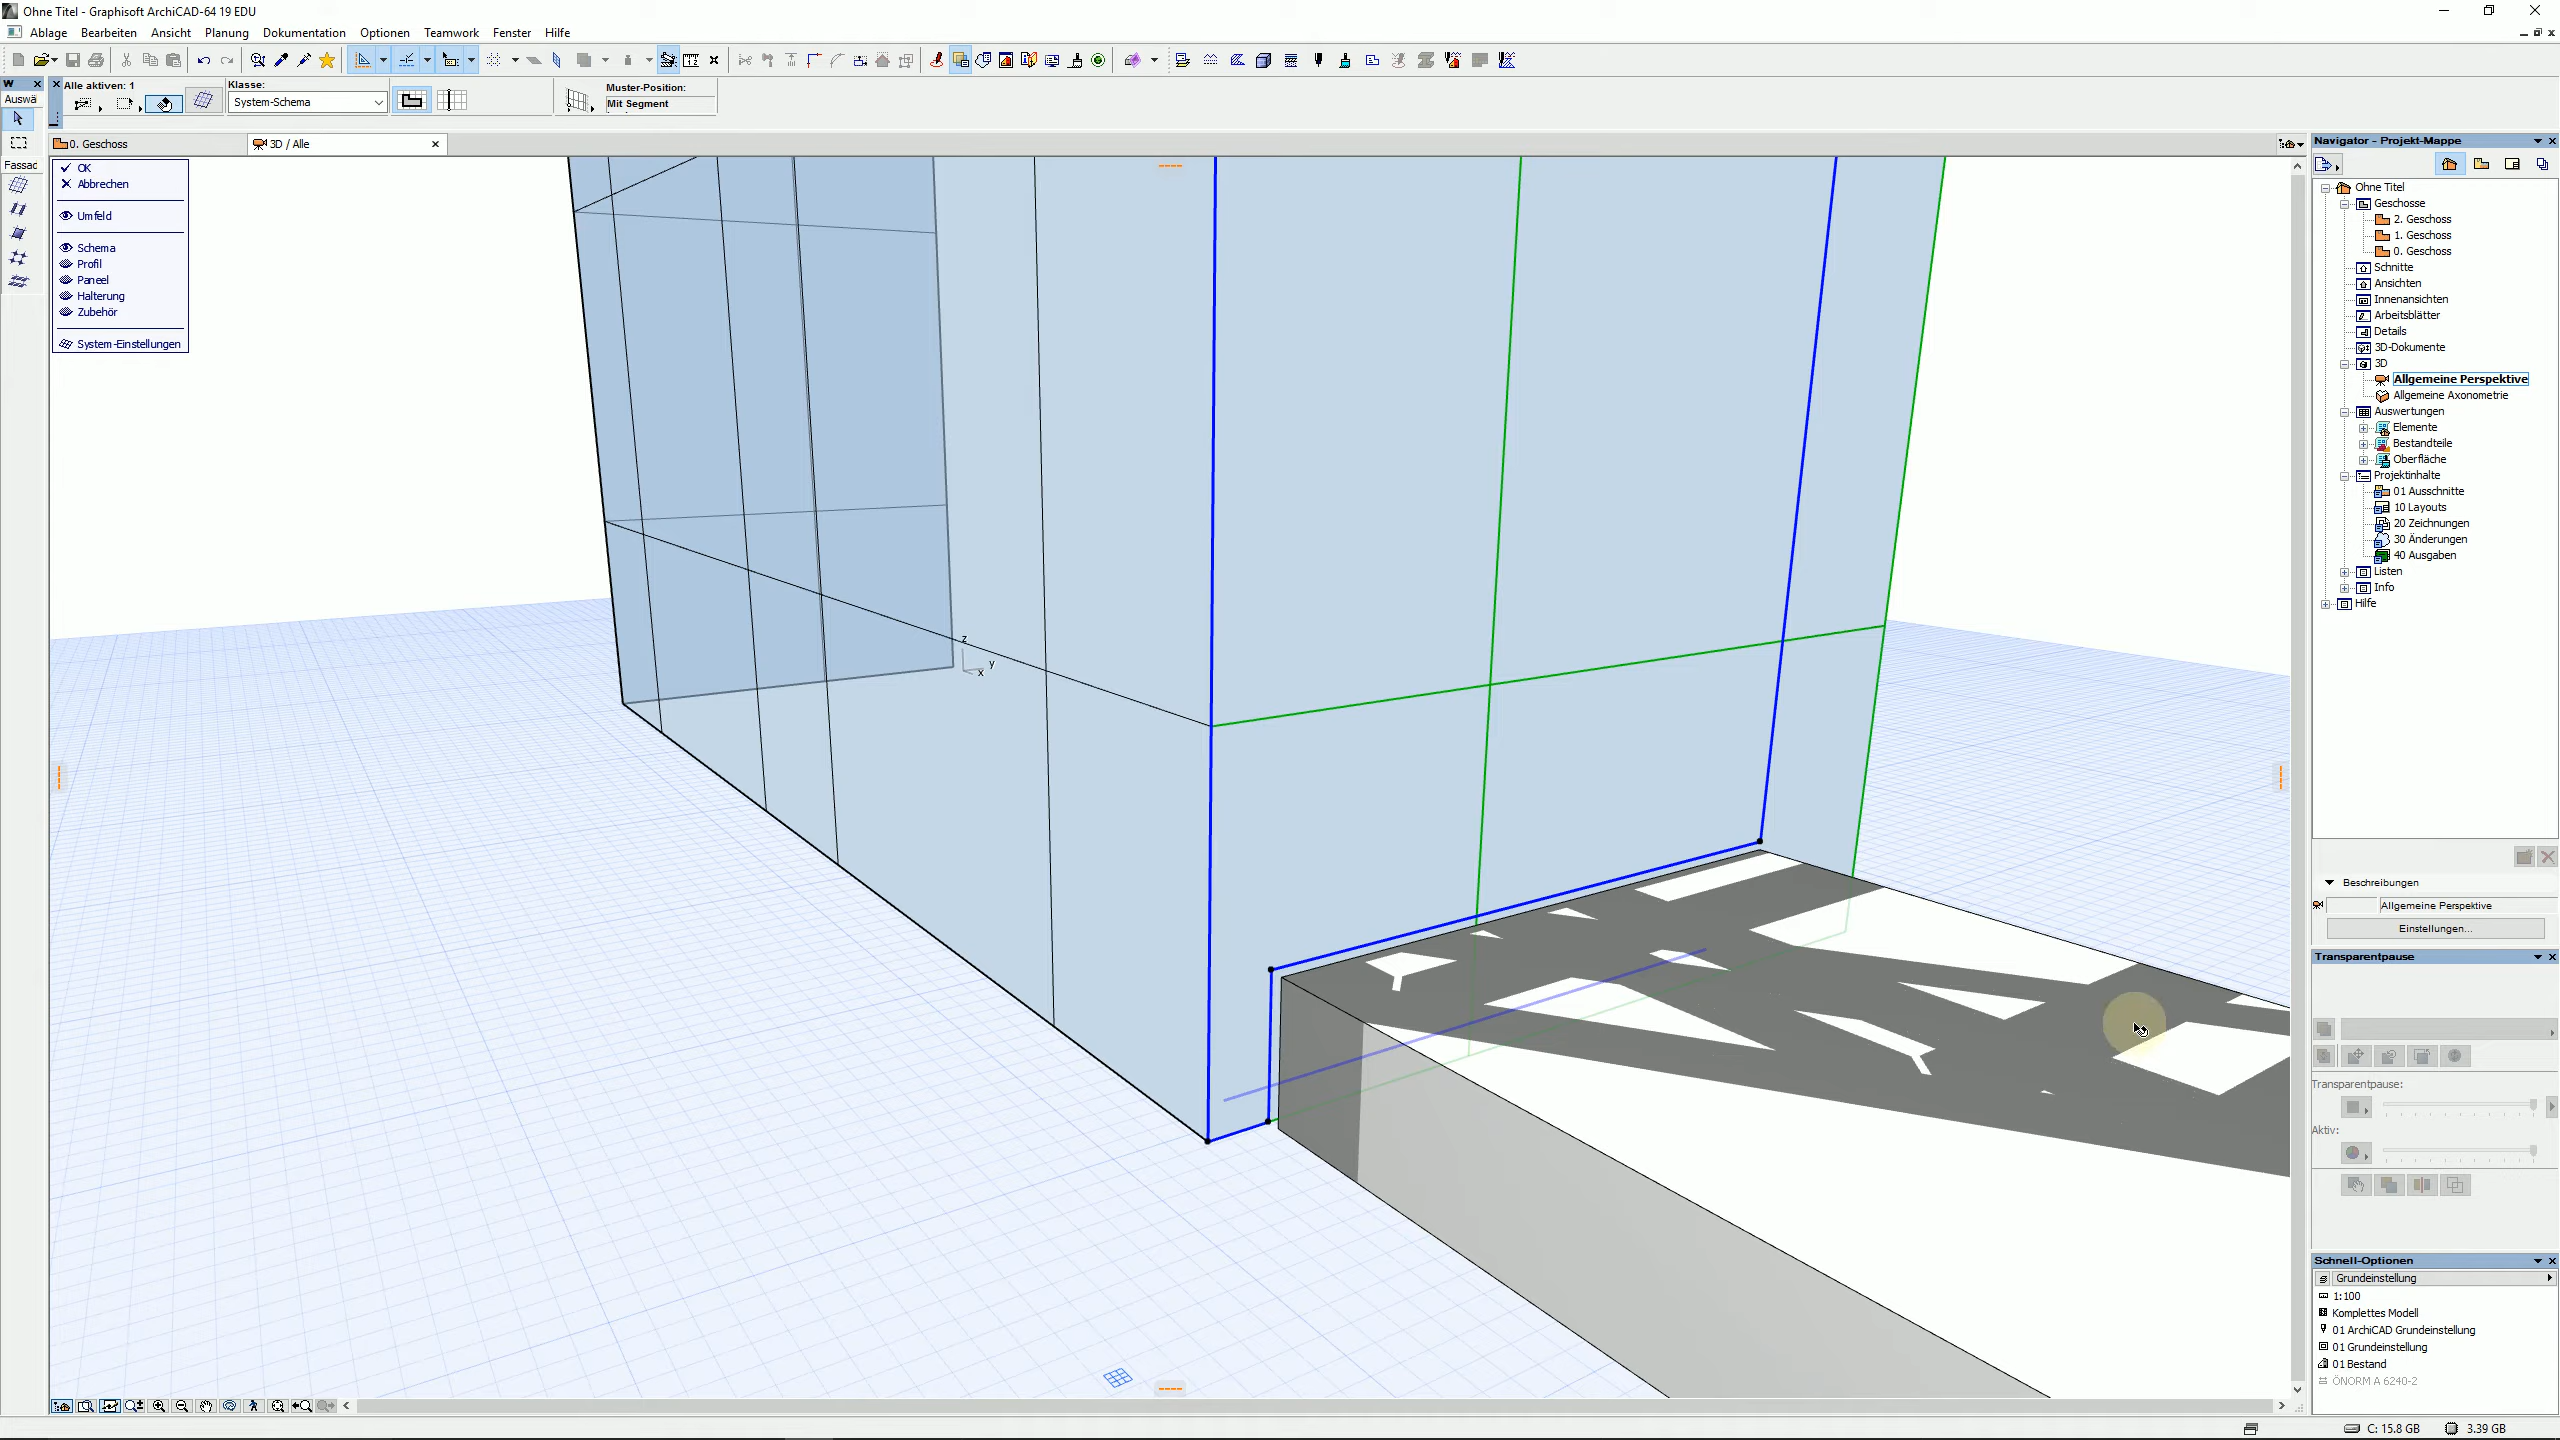 Ohne Titel - Graphisoft ArchiCAD-64 19 EDU
Ablage Bearbeiten Ansicht Planung Dokumentation Optionen Teamwork Fenster Hilfe
W
Auswä
Fassad
Alle aktiven: 1
Klasse:
System-Schema
Muster-Position:
Mit Segment
0. Geschoss
3D / Alle
OK
Abbrechen
Umfeld
Schema
Profil
Paneel
Halterung
Zubehör
System-Einstellungen
z
y
x
Navigator - Projekt-Mappe
Ohne Titel
Geschosse
2. Geschoss
1. Geschoss
0. Geschoss
Schnitte
Ansichten
Innenansichten
Arbeitsblätter
Details
3D-Dokumente
3D
Allgemeine Perspektive
Allgemeine Axonometrie
Auswertungen
Elemente
Bestandteile
Oberfläche
Projektinhalte
01 Ausschnitte
10 Layouts
20 Zeichnungen
30 Änderungen
40 Ausgaben
Listen
Info
Hilfe
Beschreibungen
Allgemeine Perspektive
Einstellungen...
Transparentpause
Transparentpause:
Aktiv:
Schnell-Optionen
Grundeinstellung
1:100
Komplettes Modell
01 ArchiCAD Grundeinstellung
01 Grundeinstellung
01 Bestand
ÖNORM A 6240-2
C: 15.8 GB
3.39 GB